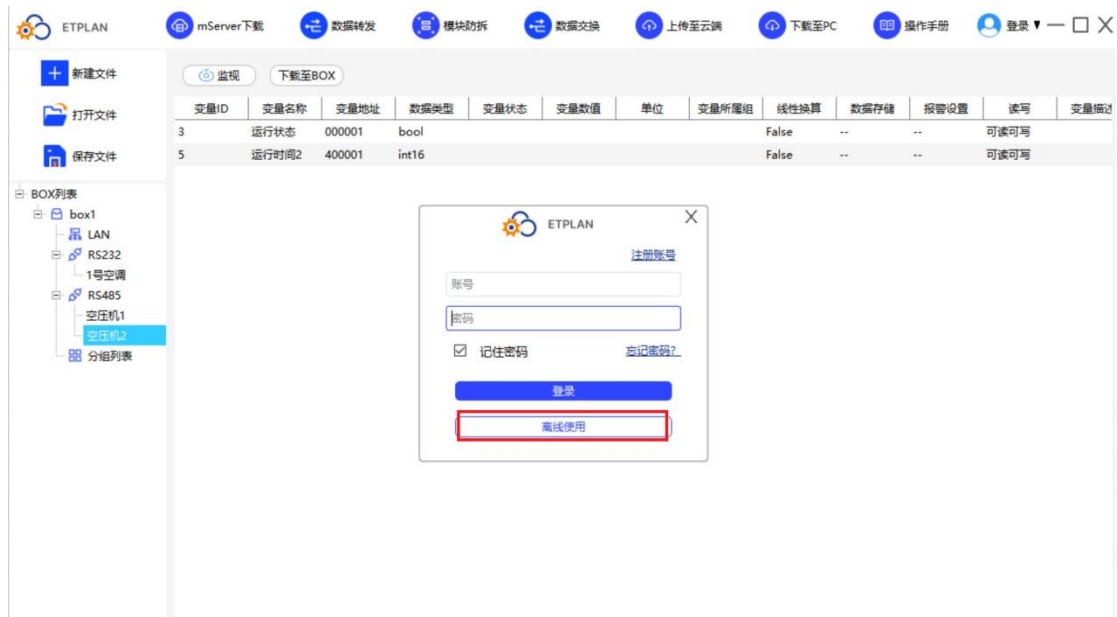 ETPLAN mServer下载 数据转发 模块防拆 数据交换 上传至云端 下载至PC 操作手册 登录
新建文件
打开文件
保存文件
监视 下载至BOX
变量ID 变量名称 变量地址 数据类型 变量状态 变量数值 单位 变量所属组 线性换算 数据存储 报警设置 读写 变量描述
3 运行状态 000001 bool False -- -- 可读可写
5 运行时间2 400001 int16 False -- -- 可读可写
BOX列表
box1
LAN
RS232
1号空调
RS485
空压机1
空压机2
分组列表
ETPLAN X
注册账号
账号
密码
记住密码 忘记密码?
登录
离线使用